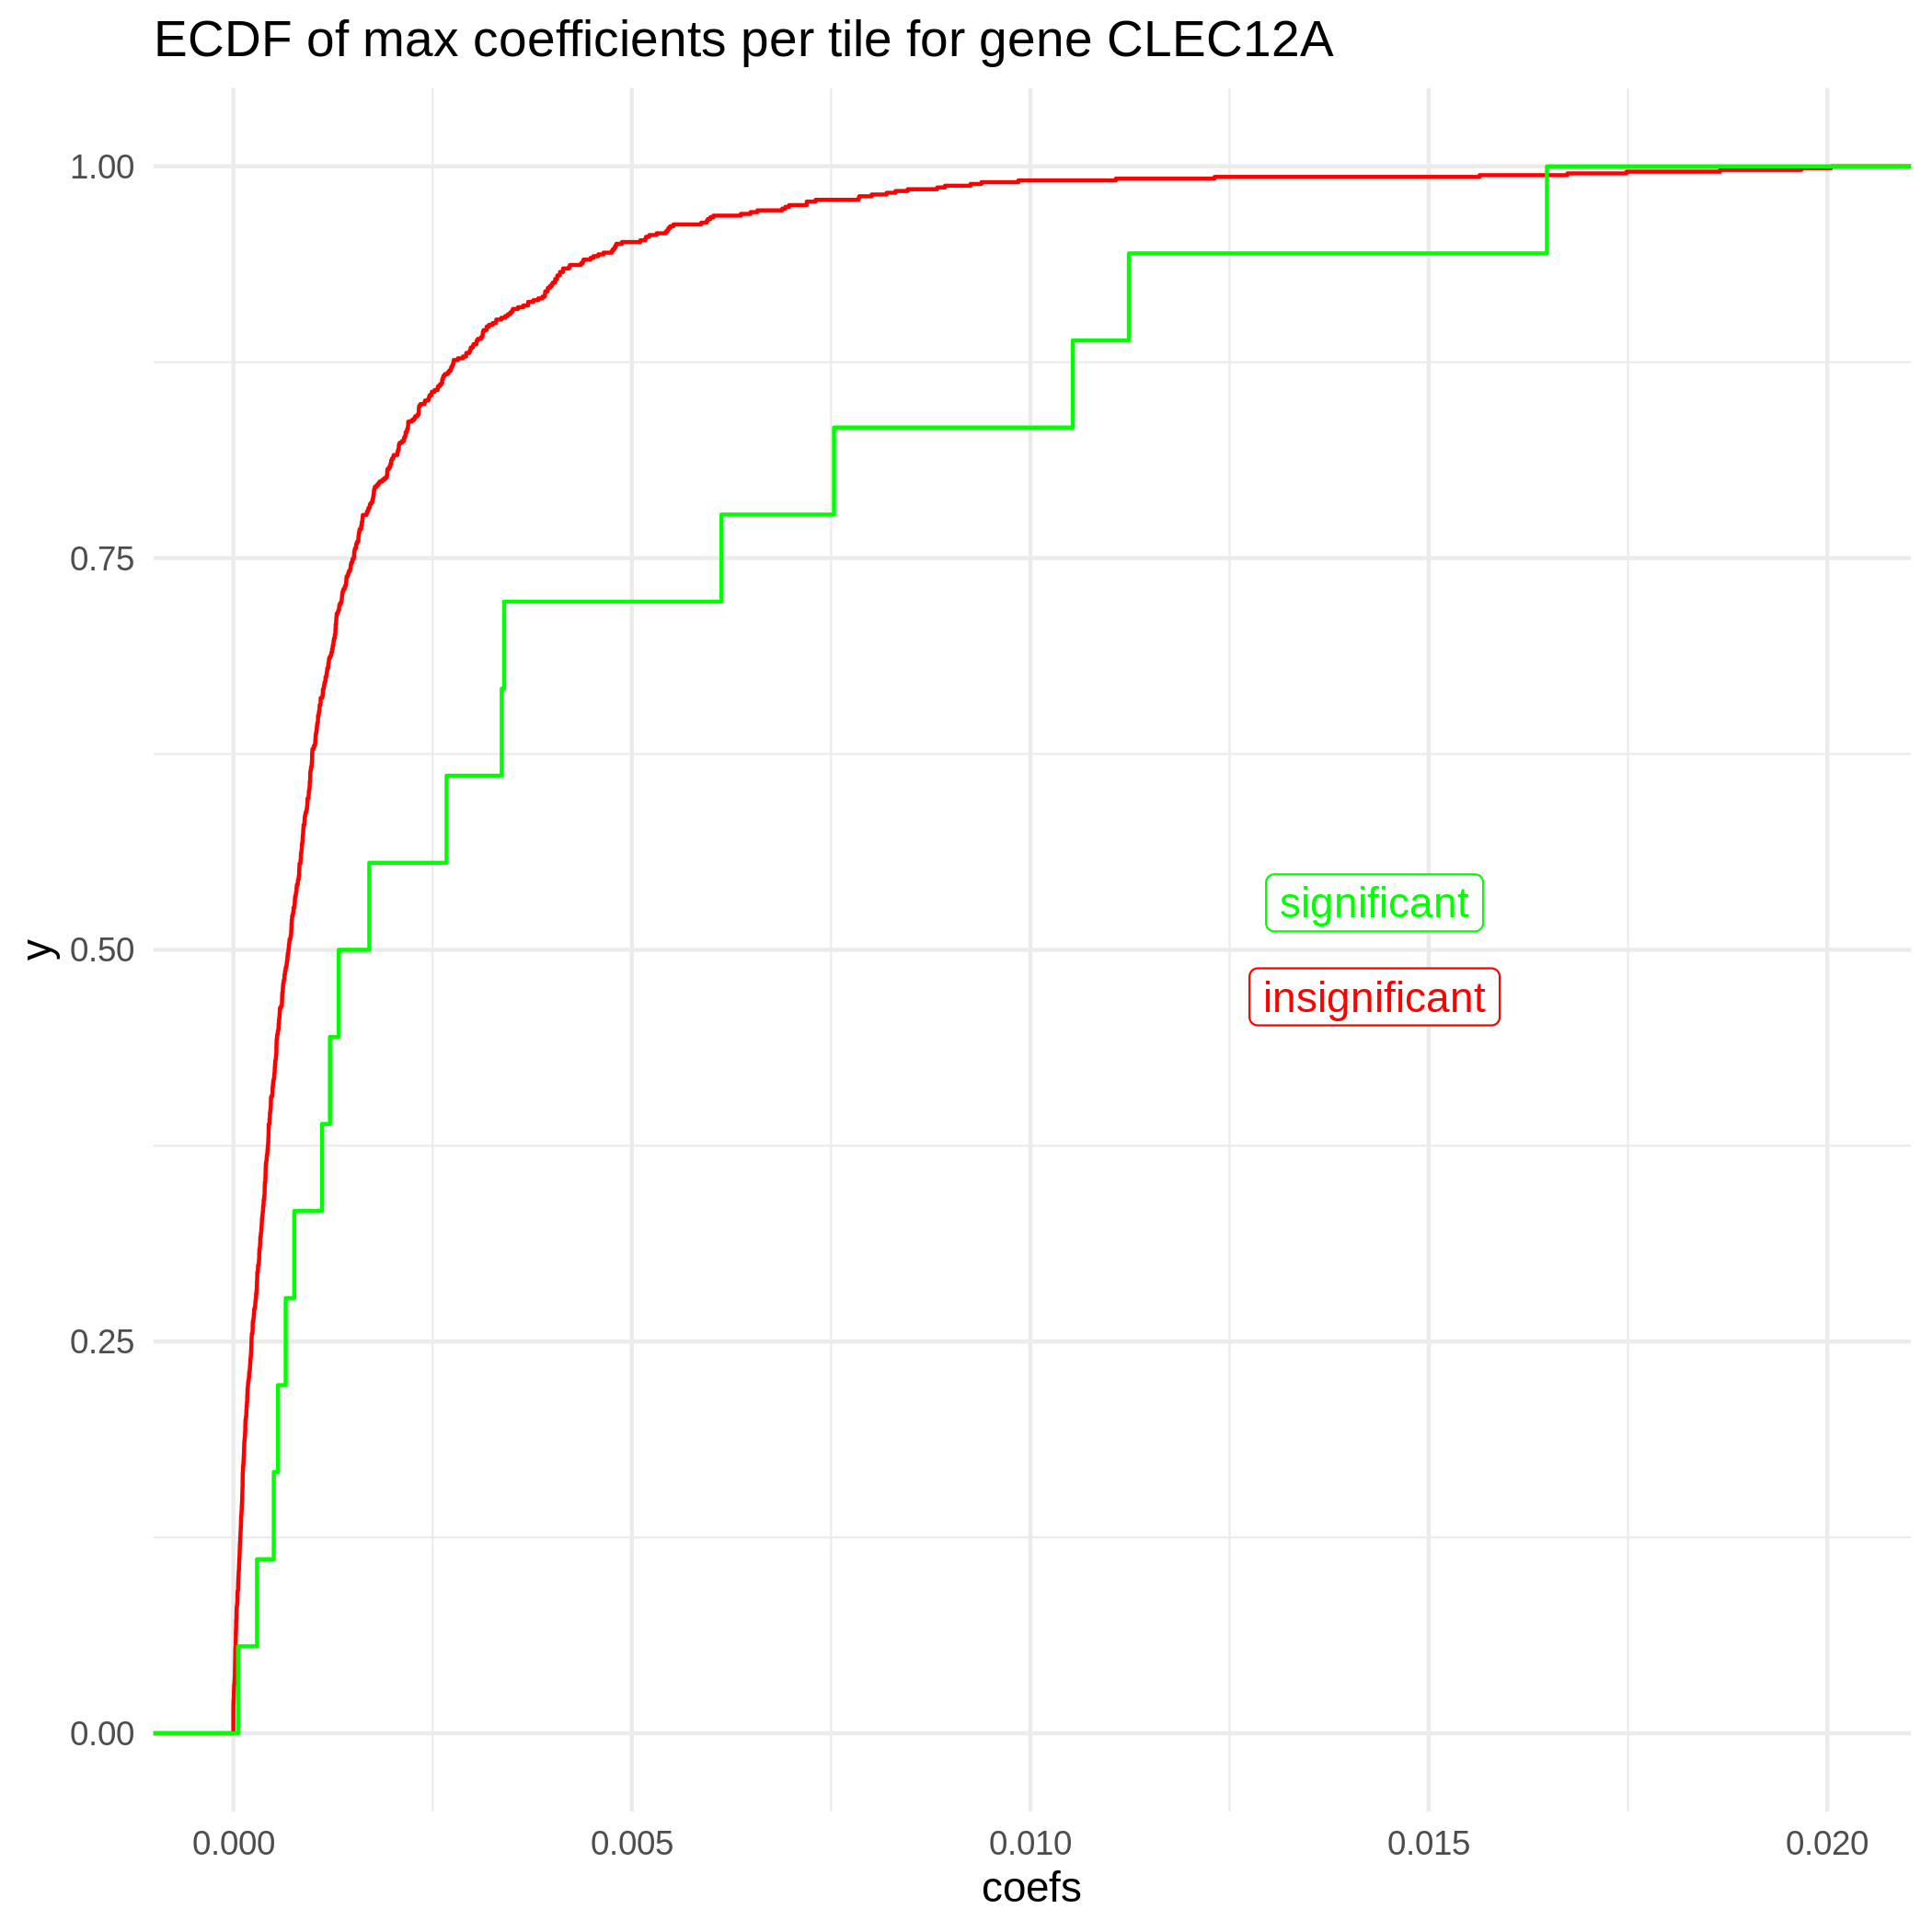 ECDF of max coefficients per tile for gene CLEC12A
1.00
0.75
0.50
0.25
0.00
y
significant
insignificant
0.000 0.005 0.010 0.015 0.020
coefs